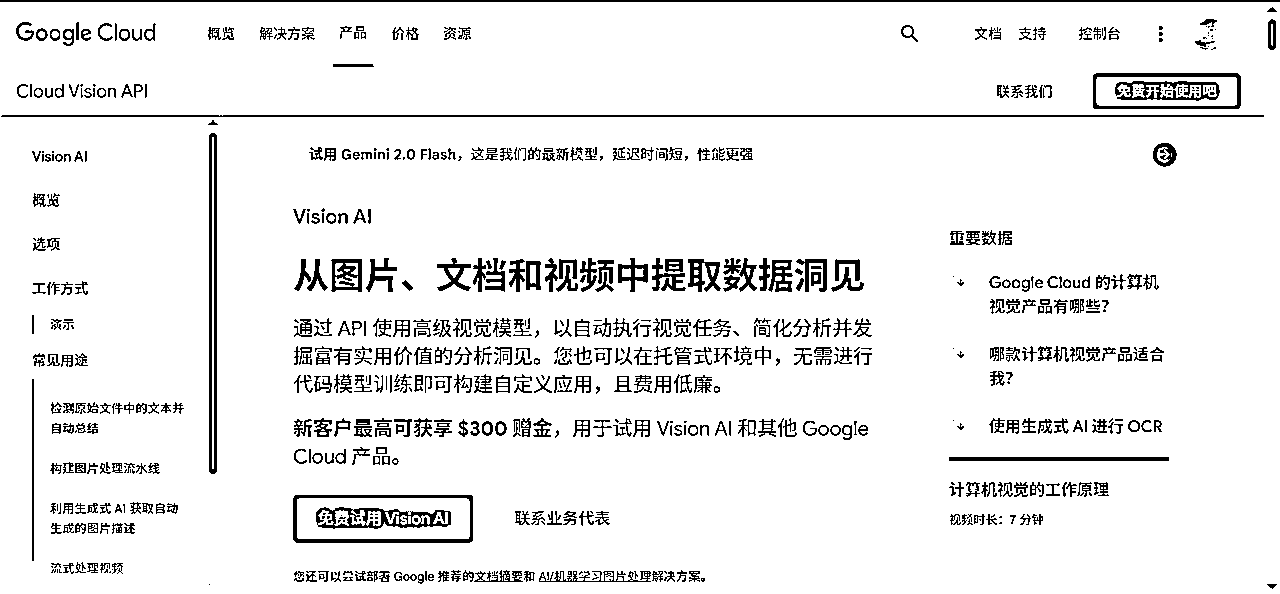 Google Cloud 概览 解决方案 产品 价格 资源 文档 支持 控制台
Cloud Vision API 联系我们 免费开始使用吧
Vision AI
概览
选项
工作方式
演示
常见用途
检测原始文件中的文本并
自动总结
构建图片处理流水线
利用生成式 AI 获取自动
生成的图片描述
流式处理视频
试用 Gemini 2.0 Flash，这是我们的最新模型，延迟时间短，性能更强
Vision AI
从图片、文档和视频中提取数据洞见
通过 API 使用高级视觉模型，以自动执行视觉任务、简化分析并发
掘富有实用价值的分析洞见。您也可以在托管式环境中，无需进行
代码模型训练即可构建自定义应用，且费用低廉。
新客户最高可获享 $300 赠金，用于试用 Vision AI 和其他 Google
Cloud 产品。
免费试用 Vision AI 联系业务代表
您还可以尝试部署 Google 推荐的文档摘要和 AI/机器学习图片处理解决方案。
重要数据
Google Cloud 的计算机
视觉产品有哪些？
哪款计算机视觉产品适合
我？
使用生成式 AI 进行 OCR
计算机视觉的工作原理
视频时长：7 分钟